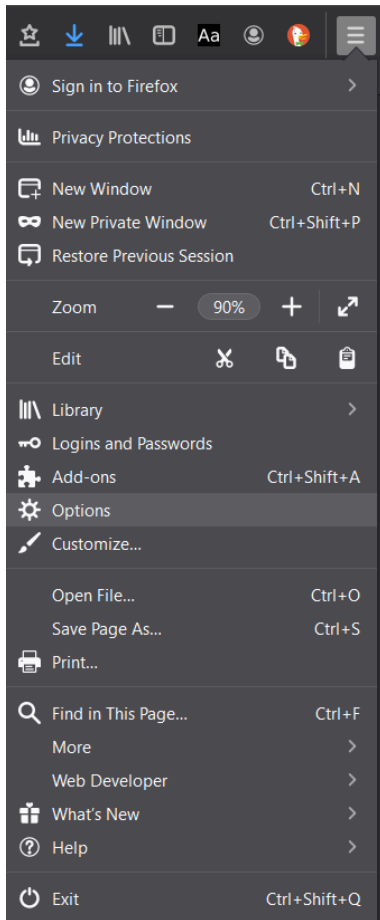 Aa
Sign in to Firefox
Privacy Protections
New Window Ctrl+N
New Private Window Ctrl+Shift+P
Restore Previous Session
Zoom 90%
Edit
Library
Logins and Passwords
Add-ons Ctrl+Shift+A
Options
Customize...
Open File... Ctrl+O
Save Page As... Ctrl+S
Print...
Find in This Page... Ctrl+F
More
Web Developer
What's New
Help
Exit Ctrl+Shift+Q